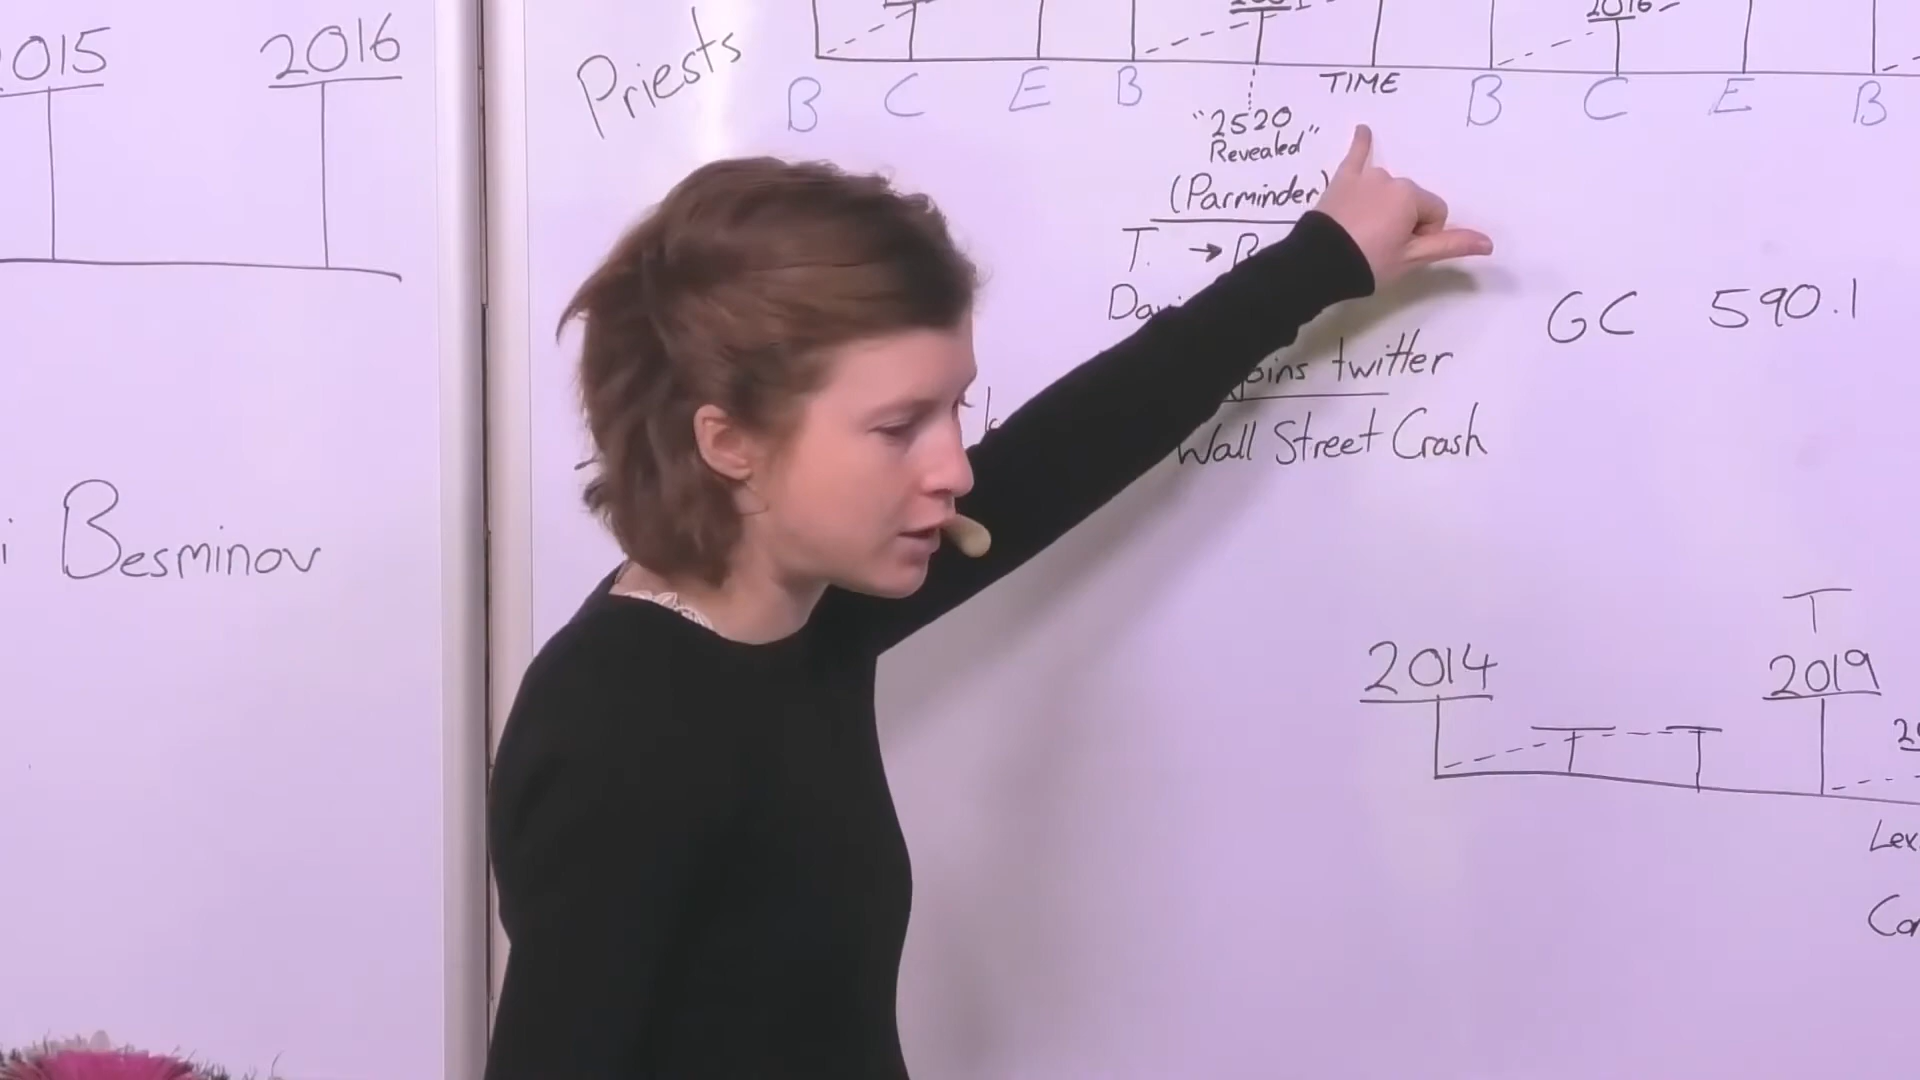 2015
2016
i Besminov
Priests
2016
B C E B TIME B C E B
"2520
Revealed"
(Parminder)
T. →
GC 590.1
joins twitter
Wall Street Crash
T
2014
2019
Lex